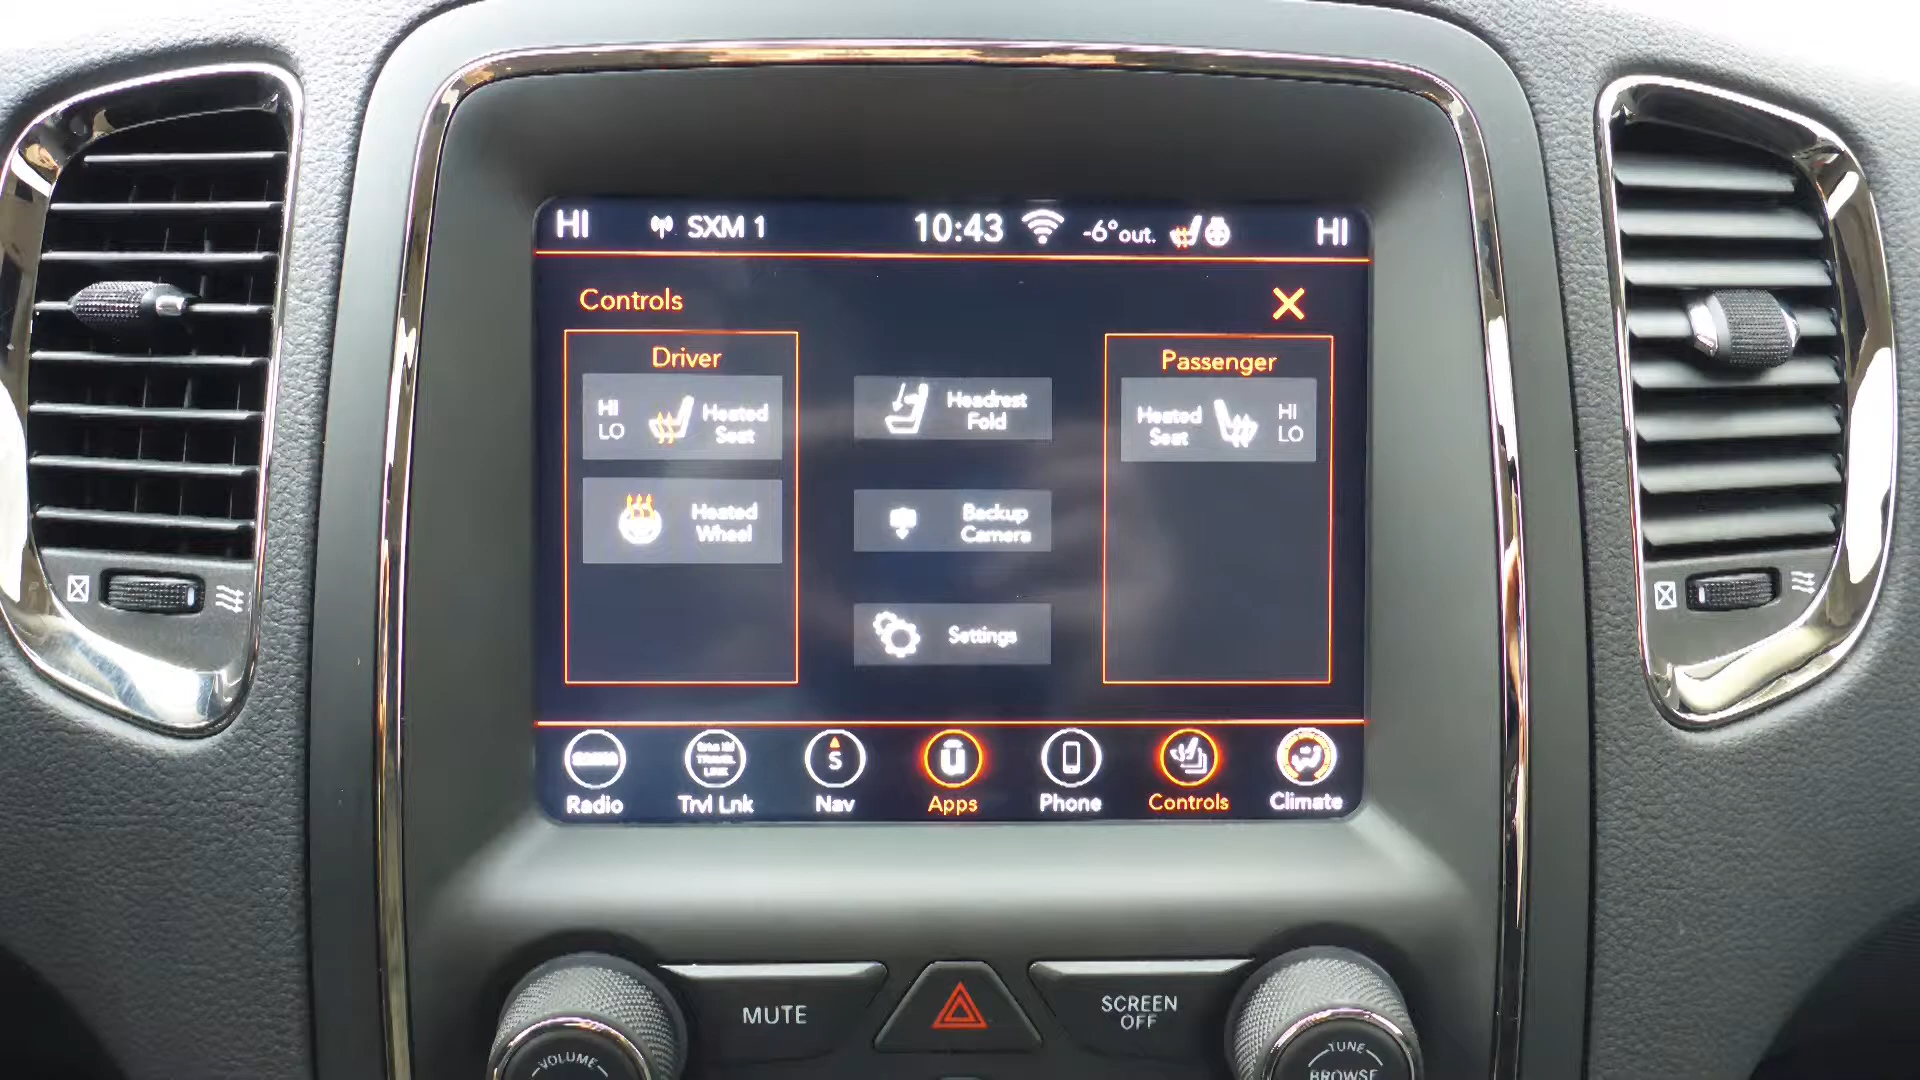 HI SXM 1 10:43 -6°out. HI
Controls X
Driver
HI
LO
Heated
Seat
Heated
Wheel
Headrest
Fold
Backup
Camera
Settings
Passenger
Heated
Seat
HI
LO
TRAVEL
LINK
S
u
Radio Trvl Lnk Nav Apps Phone Controls Climate
MUTE
SCREEN
OFF
VOLUME
TUNE
BROWSE